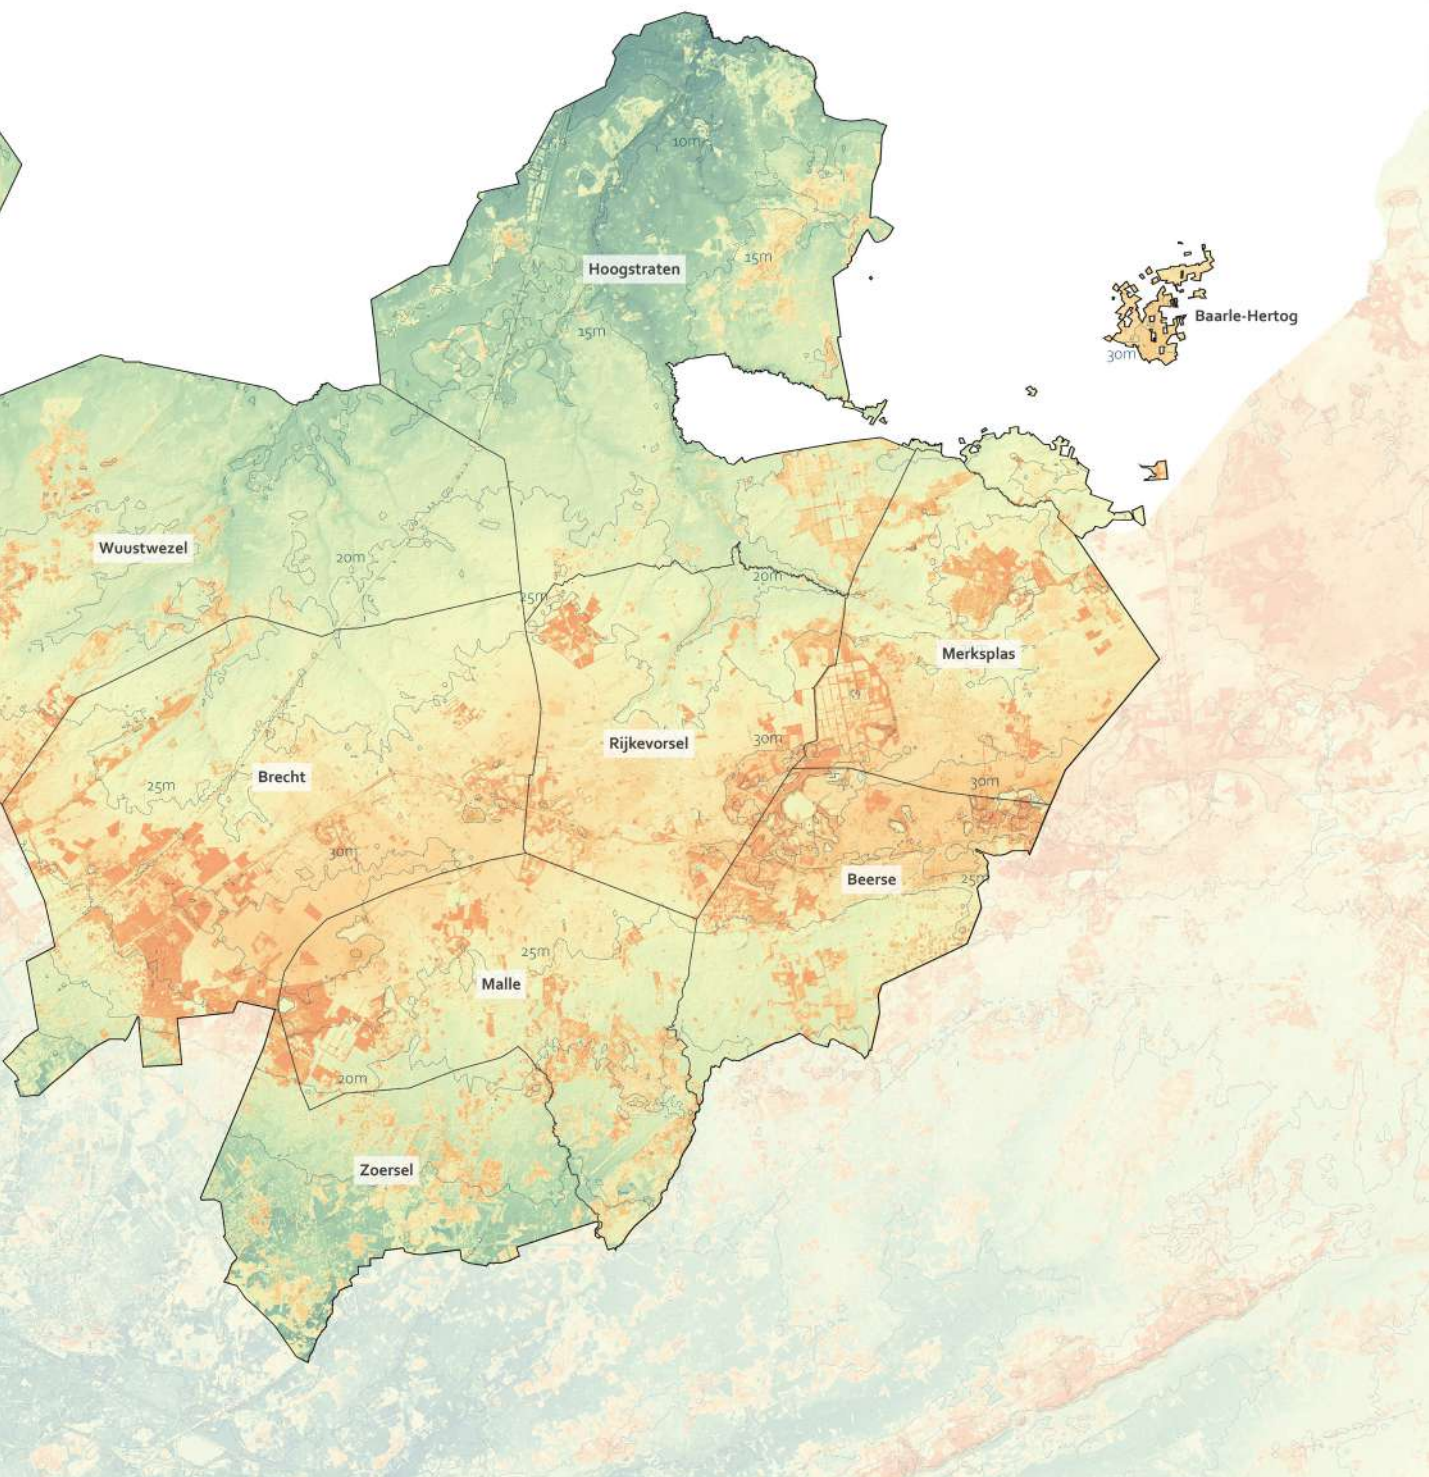 10m
15m
Hoogstraten
Baarle-Hertog
15m
30m
Wuustwezel
20m
20m
25m
Merksplas
Rijkevorsel
30m
Brecht
25m
30m
30m
Beerse
25m
25m
Malle
20m
Zoersel